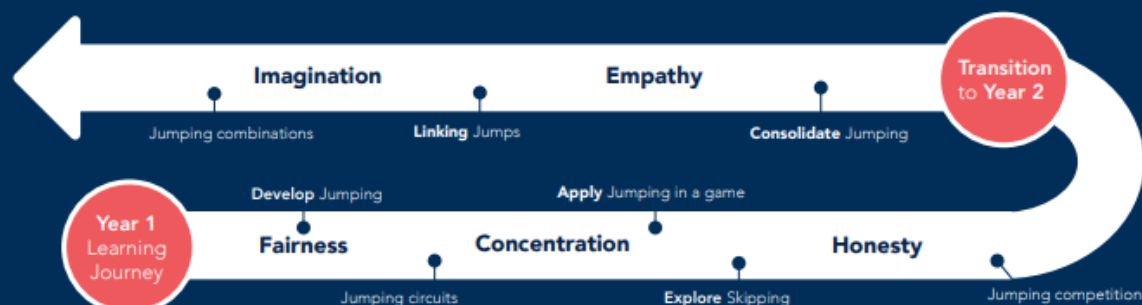 Imagination
Empathy
Transition
to Year 2
Jumping combinations
Linking Jumps
Consolidate Jumping
Develop Jumping
Apply Jumping in a game
Year 1
Learning
Journey
Fairness
Concentration
Honesty
Jumping circuits
Explore Skipping
Jumping competition